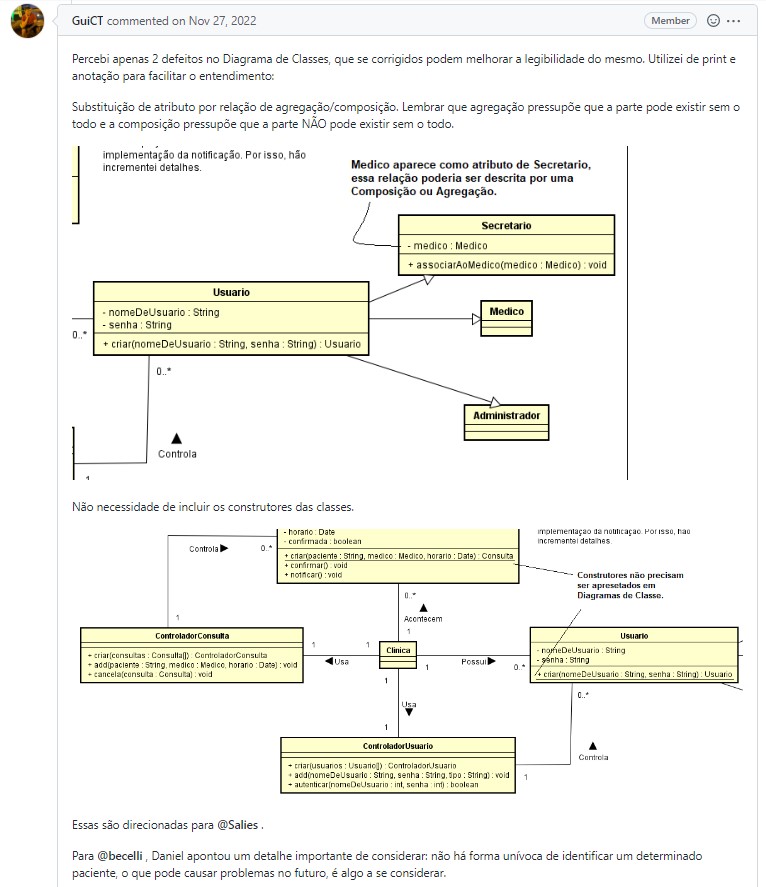 GuiCT commented on Nov 27, 2022
Member
Percebi apenas 2 defeitos no Diagrama de Classes, que se corrigidos podem melhorar a legibilidade do mesmo. Utilizei de print e
anotação para facilitar o entendimento:
Substituição de atributo por relação de agregação/composição. Lembrar que agregação pressupõe que a parte pode existir sem o
todo e a composição pressupõe que a parte NÃO pode existir sem o todo.
implementação da notificação. Por isso, hão
incrementei detalhes.
Medico aparece como atributo de Secretario,
essa relação poderia ser descrita por uma
Composição ou Agregação.
Secretario
- medico : Medico
+ associarAoMedico(medico : Medico) : void
Usuario
- nomeDeUsuario : String
- senha : String
+ criar(nomeDeUsuario : String, senha : String) : Usuario
Medico
0..*
0..*
Administrador
Controla
1
Não necessidade de incluir os construtores das classes.
- horario : Date
- confirmada : boolean
+ criar(paciente : String, medico : Medico, horario : Date) : Consulta
+ confirmar() : void
+ notificar() : void
implementação da notificação. Por isso, hão
incrementei detalhes.
Controla
0..*
Construtores não precisam
ser apresetados em
Diagramas de Classe.
0..*
Acontecem
1
1
ControladorConsulta
+ criar(consultas : Consulta[]) : ControladorConsulta
+ add(paciente : String, medico : Medico, horario : Date) : void
+ cancela(consulta : Consulta) : void
1
Usa
1
Clinica
1
Possui
0..*
Usuario
- nomeDeUsuario : String
- senha : String
+ criar(nomeDeUsuario : String, senha : String) : Usuario
1
Usa
1
0..*
ControladorUsuario
+ criar(usuarios : Usuario[]) : ControladorUsuario
+ add(nomeDeUsuario : String, senha : String, tipo : String) : void
+ autenticar(nomeDeUsuario : int, senha : int) : boolean
1
Controla
Essas são direcionadas para @Salies .
Para @becelli , Daniel apontou um detalhe importante de considerar: não há forma unívoca de identificar um determinado
paciente, o que pode causar problemas no futuro, é algo a se considerar.